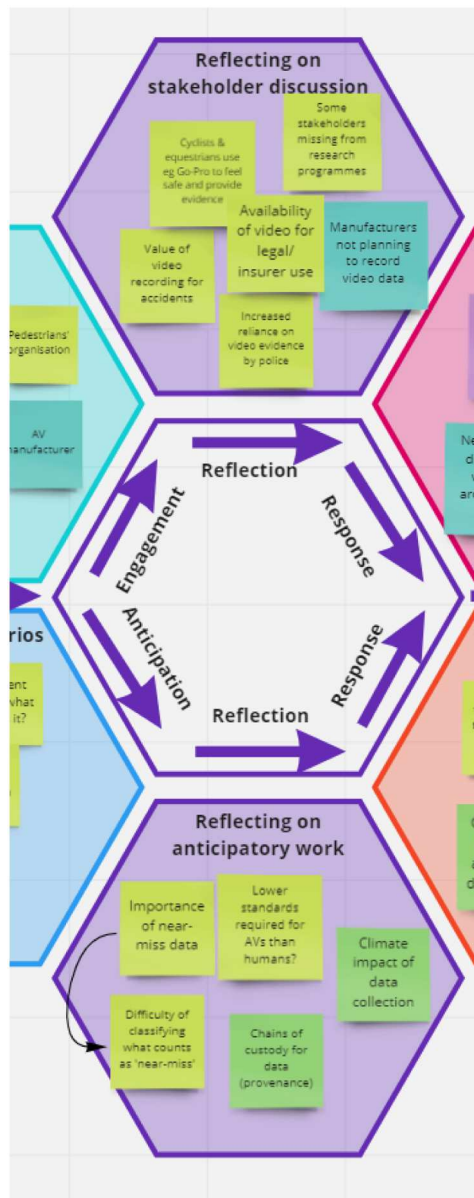 Reflecting on
stakeholder discussion
Some
stakeholders
missing from
research
programmes
Cyclists &
equestrians use
eg Go-Pro to feel
safe and provide
evidence
Availability
of video for
legal/
insurer use
Manufacturers
not planning
to record
video data
Value of
video
recording for
accidents
Increased
reliance on
video evidence
by police
Pedestrians'
organisation
AV
manufacturer
Reflection
Engagement
Response
Anticipation
Reflection
Response
rios
ent
what
it?
Reflecting on
anticipatory work
Importance
of near-
miss data
Lower
standards
required for
AVs than
humans?
Climate
impact of
data
collection
Difficulty of
classifying
what counts
as 'near-miss'
Chains of
custody for
data
(provenance)